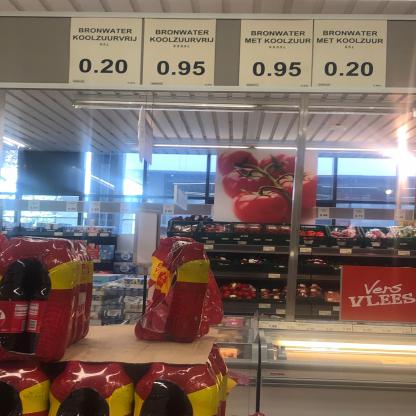 BRONWATER
KOOLZUURVRIJ
0.20
BRONWATER
KOOLZUURVRIJ
0.95
BRONWATER
MET KOOLZUUR
0.95
BRONWATER
MET KOOLZUUR
0.20
Vers
VLEES